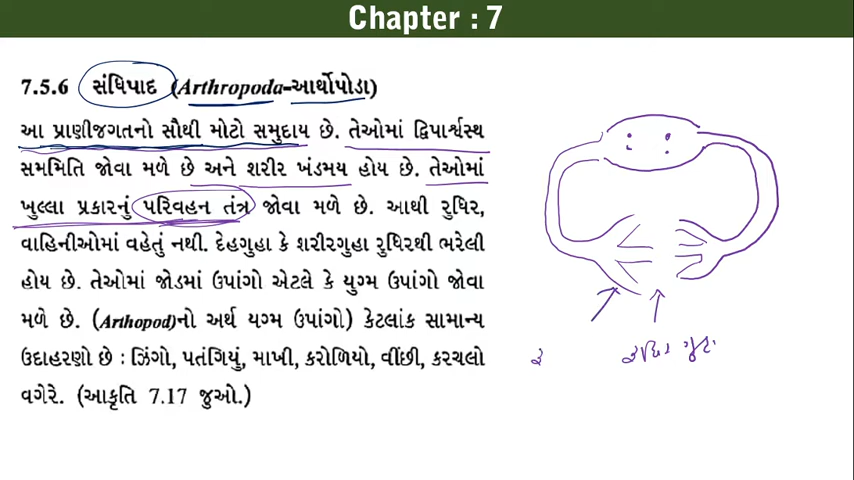 Chapter : 7
7.5.6 સંધિપાદ (Arthropoda-આર્થોપોડા)
આ પ્રાણીજગતનો સૌથી મોટો સમુદાય છે. તેઓમાં દ્વિપાર્શ્વસ્થ
સમમિતિ જોવા મળે છે અને શરીર ખંડમય હોય છે. તેઓમાં
ખુલ્લા પ્રકારનું પરિવહન તંત્ર જોવા મળે છે. આથી રુધિર,
વાહિનીઓમાં વહેતું નથી. દેહગુહા કે શરીરગુહા રુધિરથી ભરેલી
હોય છે. તેઓમાં જોડમાં ઉપાંગો એટલે કે યુગ્મ ઉપાંગો જોવા
મળે છે. (Arthopodનો અર્થ યગ્મ ઉપાંગો) કેટલાંક સામાન્ય
ઉદાહરણો છે : ઝિંગો, પતંગિયું, માખી, કરોળિયો, વીંછી, કરચલો
વગેરે. (આકૃતિ 7.17 જુઓ.)
રુધિર